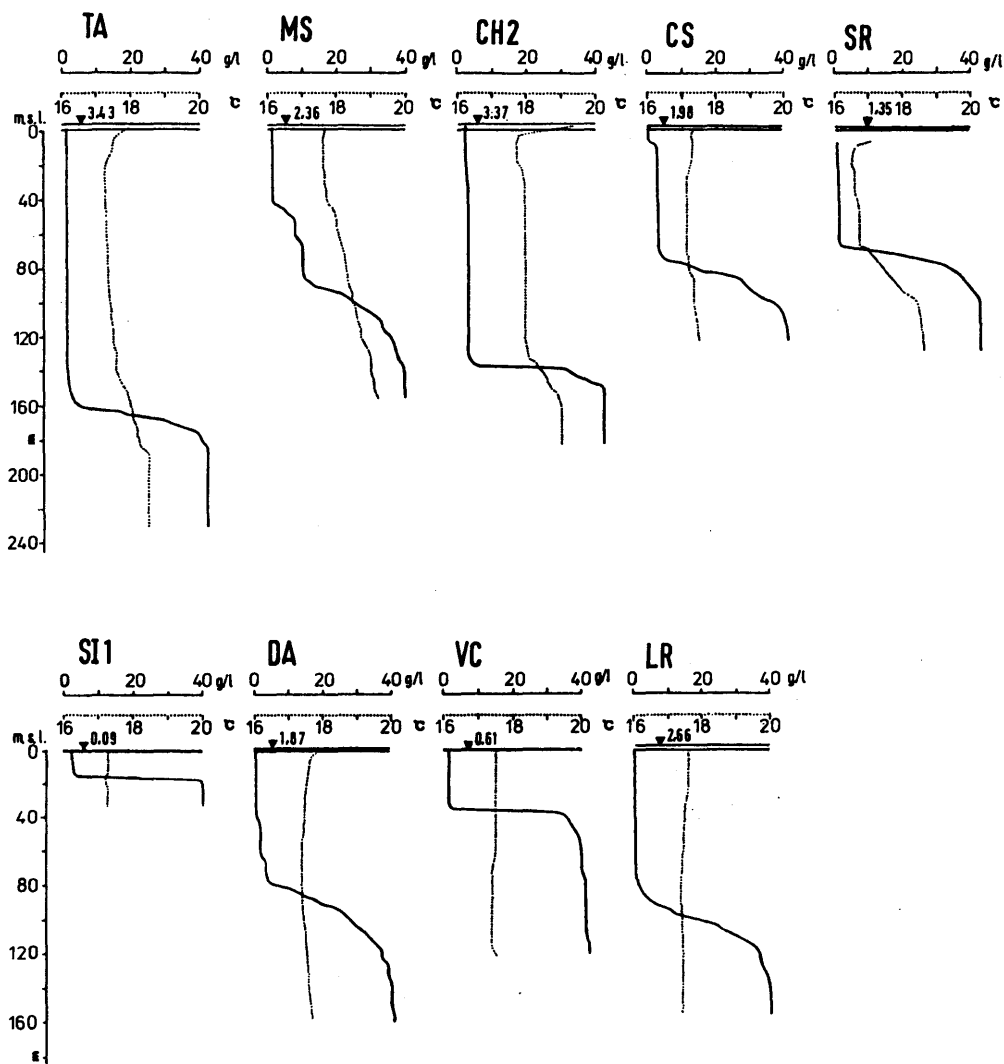 TA MS CH2 CS SR
0 20 40 g/l 0 20 40 g/l 0 20 40 g/l. 0 20 40 g/l 0 20 40 g/l
16 18 20 °C 16 18 20 °C 16 18 20 °C 16 18 20 °C 16 18 20 °C
m s.l. 3.43 2.36 3.37 1.98 1.35
0
40
80
120
160
m
200
240
SI1 DA VC LR
0 20 40 g/l 0 20 40 g/l 0 20 40 g/l 0 20 40 g/l
16 18 20 °C 16 18 20 °C 16 18 20 °C 16 18 20 °C
m s.l. 0.09 1.87 0.61 2.66
0
40
80
120
160
m